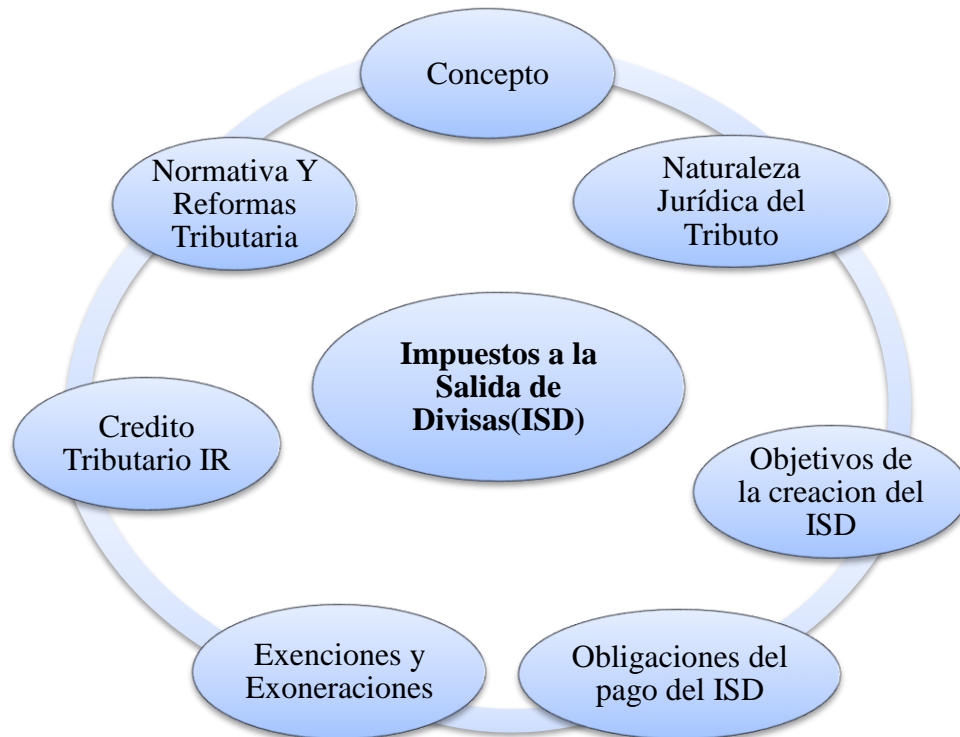 Concepto
Naturaleza
Jurídica del
Tributo
Objetivos de
la creacion del
ISD
Obligaciones del
pago del ISD
Exenciones y
Exoneraciones
Credito
Tributario IR
Normativa Y
Reformas
Tributaria
Impuestos a la
Salida de
Divisas(ISD)